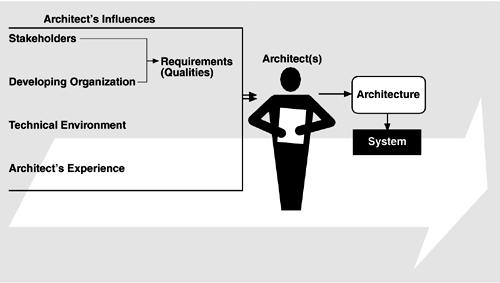 Architect's Influences
Stakeholders
Requirements
(Qualities)
Developing Organization
Technical Environment
Architect's Experience
Architect(s)
Architecture
System